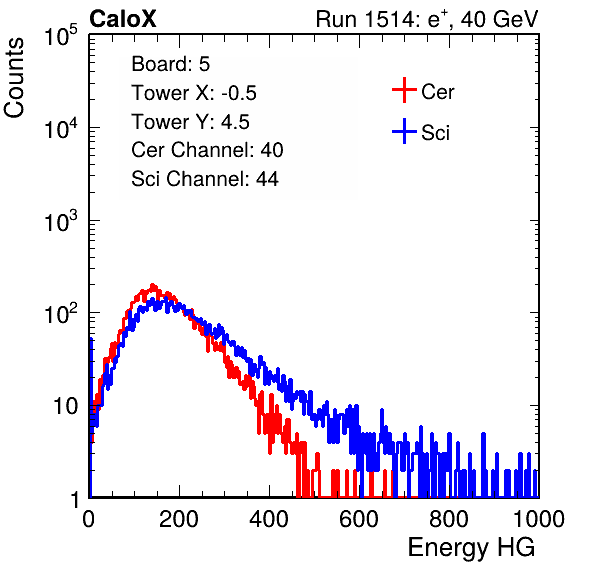 CaloX Run 1514: e⁺, 40 GeV
Counts
10⁵
10⁴
10³
10²
10
1
Board: 5
Tower X: -0.5
Tower Y: 4.5
Cer Channel: 40
Sci Channel: 44
Cer
Sci
0 200 400 600 800 1000
Energy HG